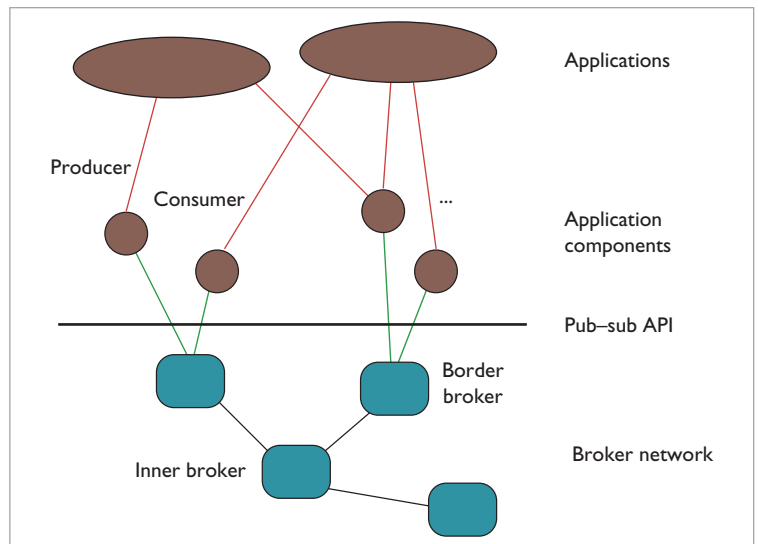 Applications
Producer
Consumer
...
Application
components
Pub–sub API
Border
broker
Inner broker
Broker network